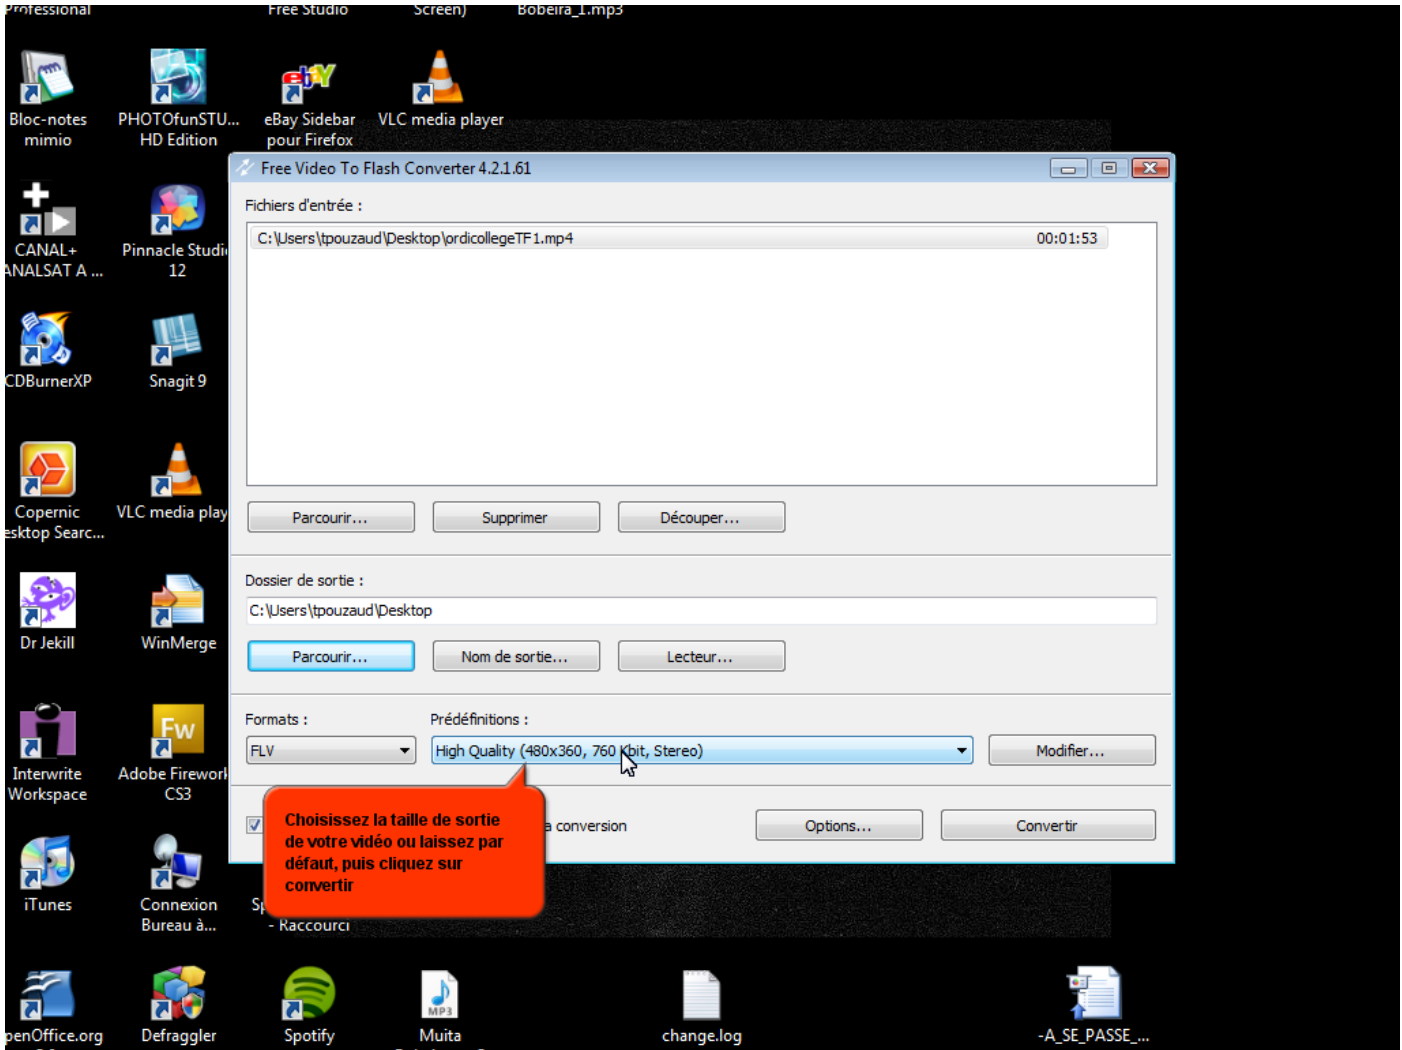 Professional
Free Studio
Screen)
Bobeira_1.mp3
Bloc-notes
mimio
PHOTOfunSTU...
HD Edition
eBay Sidebar
pour Firefox
VLC media player
CANAL+
ANALSAT A ...
Pinnacle Studi
12
CDBurnerXP
Snagit 9
Copernic
esktop Searc...
VLC media play
Dr Jekill
WinMerge
Interwrite
Workspace
Fw
Adobe Firework
CS3
iTunes
Connexion
Bureau à...
- Raccourci
penOffice.org
Defraggler
Spotify
MP3
Muita
change.log
-A_SE_PASSE_...
Free Video To Flash Converter 4.2.1.61
Fichiers d'entrée :
C:\Users\tpouzaud\Desktop\ordicollegeTF1.mp4 00:01:53
Parcourir... Supprimer Découper...
Dossier de sortie :
C:\Users\tpouzaud\Desktop
Parcourir... Nom de sortie... Lecteur...
Formats : Prédéfinitions :
FLV High Quality (480x360, 760 Kbit, Stereo) Modifier...
a conversion Options... Convertir
Choisissez la taille de sortie
de votre vidéo ou laissez par
défaut, puis cliquez sur
convertir